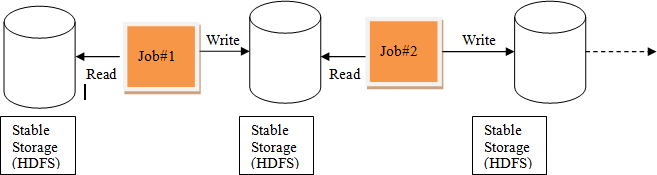 Job#1
Write
Read
Job#2
Write
Read
Stable
Storage
(HDFS)
Stable
Storage
(HDFS)
Stable
Storage
(HDFS)